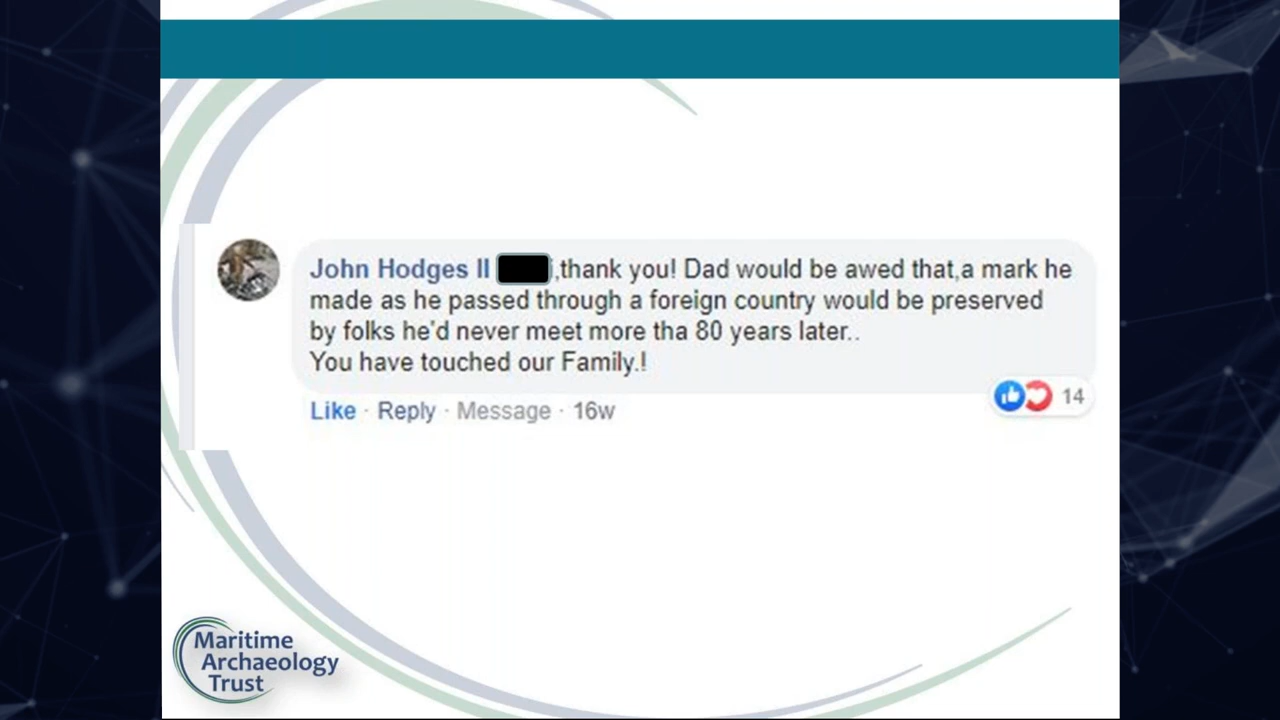 John Hodges II ,thank you! Dad would be awed that,a mark he
made as he passed through a foreign country would be preserved
by folks he'd never meet more tha 80 years later..
You have touched our Family.!
Like · Reply · Message · 16w
14
Maritime
Archaeology
Trust